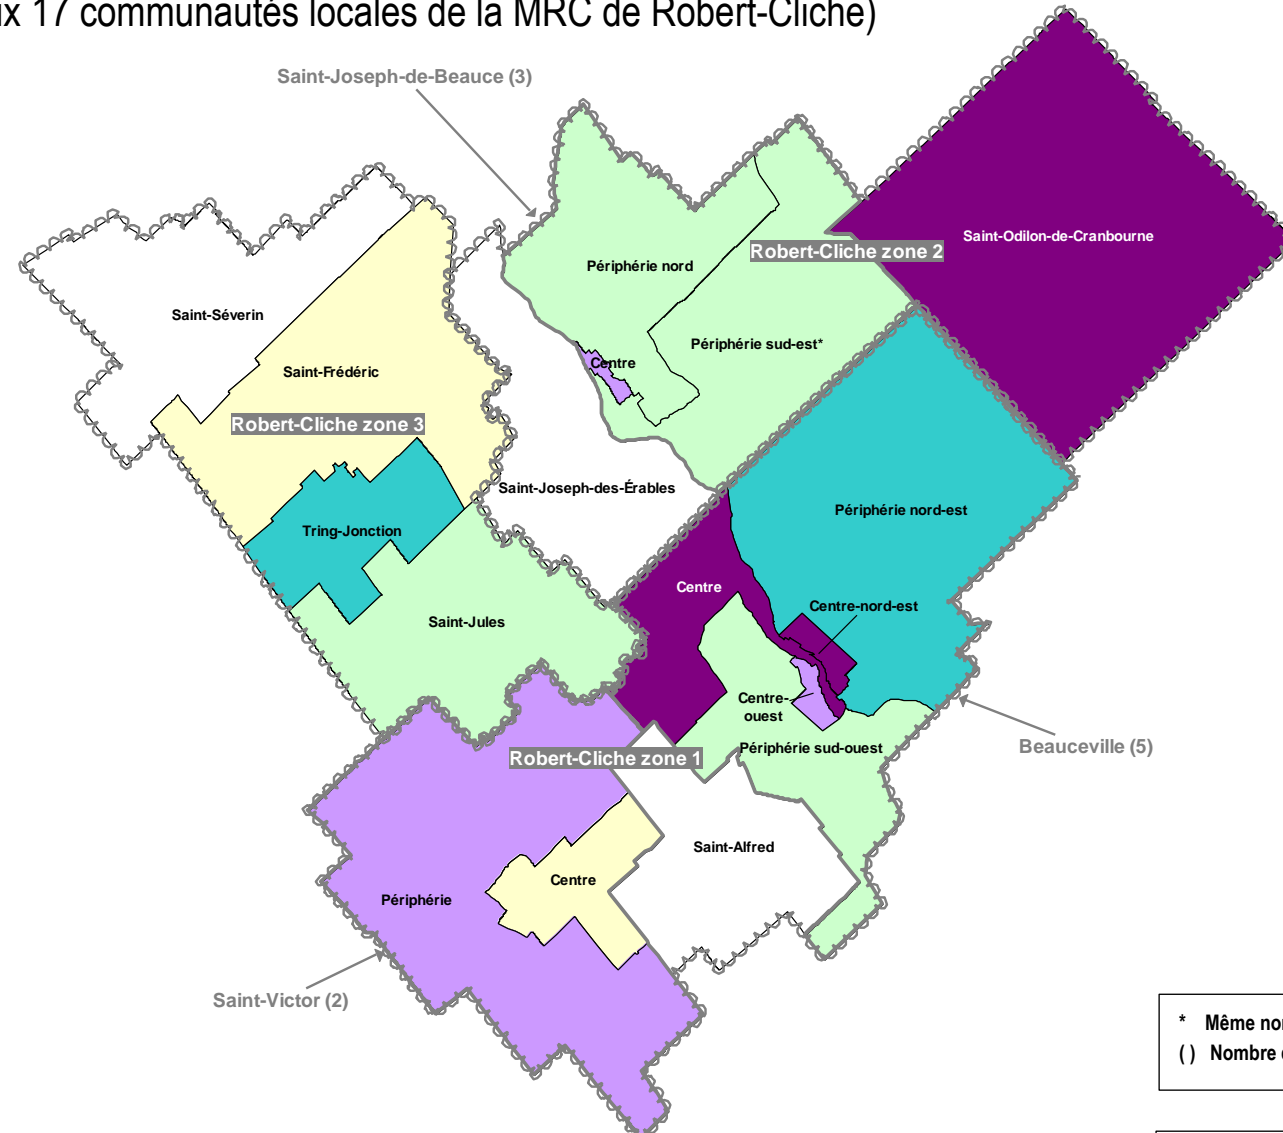 17 communautés locales de la MRC de Robert-Cliche)
Saint-Joseph-de-Beauce (3)
Saint-Odilon-de-Cranbourne
Robert-Cliche zone 2
Périphérie nord
Saint-Séverin
Périphérie sud-est*
Centre
Saint-Frédéric
Robert-Cliche zone 3
Saint-Joseph-des-Érables
Périphérie nord-est
Tring-Jonction
Centre
Centre-nord-est
Saint-Jules
Centre-
ouest
Périphérie sud-ouest
Beauceville (5)
Robert-Cliche zone 1
Saint-Alfred
Centre
Périphérie
Saint-Victor (2)
* Même
( ) Nombre